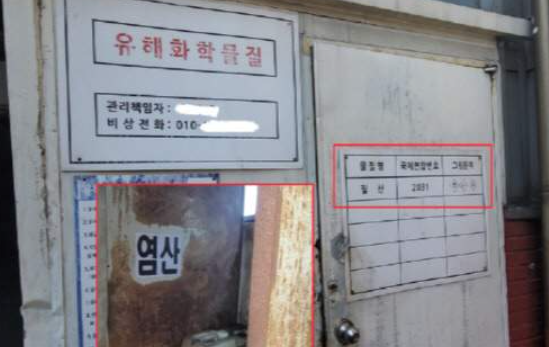 유해화학물질
관리책임자 :
비상전화 : 010-
물질명 국제연합번호 그림문자
질산 2031
염산